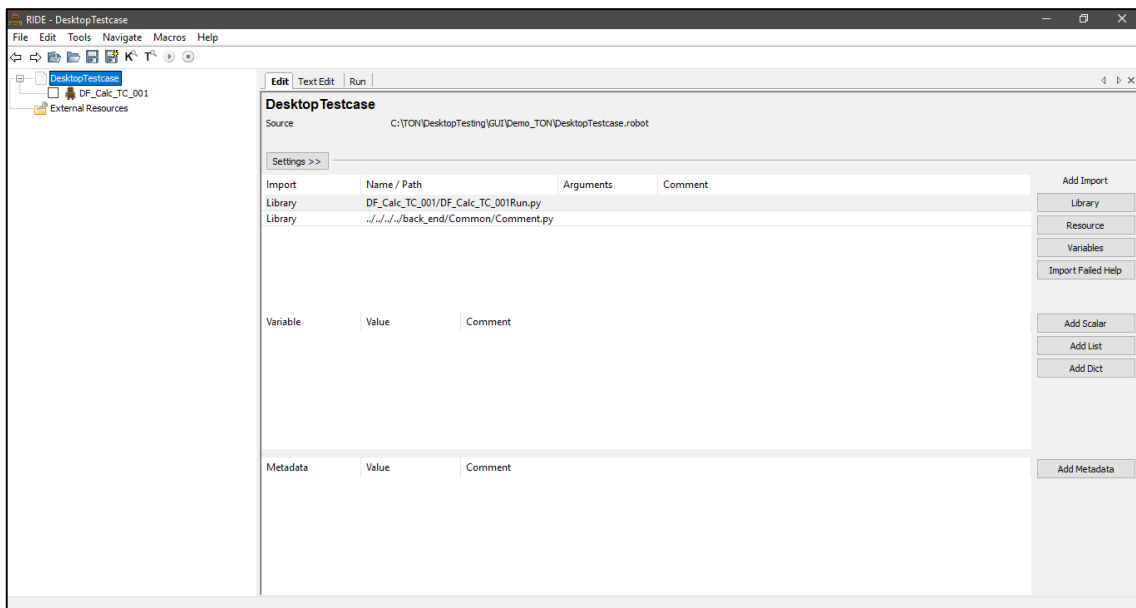 RIDE - DesktopTestcase
File Edit Tools Navigate Macros Help
DesktopTestcase
DF_Calc_TC_001
External Resources
Edit Text Edit Run
DesktopTestcase
Source C:\TON\DesktopTesting\GUI\Demo_TON\DesktopTestcase.robot
Settings >>
Import Name / Path Arguments Comment Add Import
Library DF_Calc_TC_001/DF_Calc_TC_001Run.py Library
Library ../../../../back_end/Common/Comment.py
Resource
Variables
Import Failed Help
Variable Value Comment Add Scalar
Add List
Add Dict
Metadata Value Comment Add Metadata